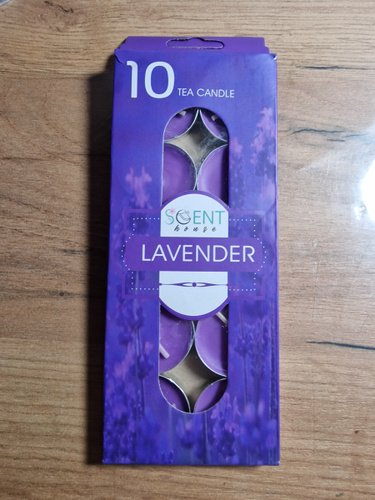 10 TEA CANDLE
SCENT
house
LAVENDER